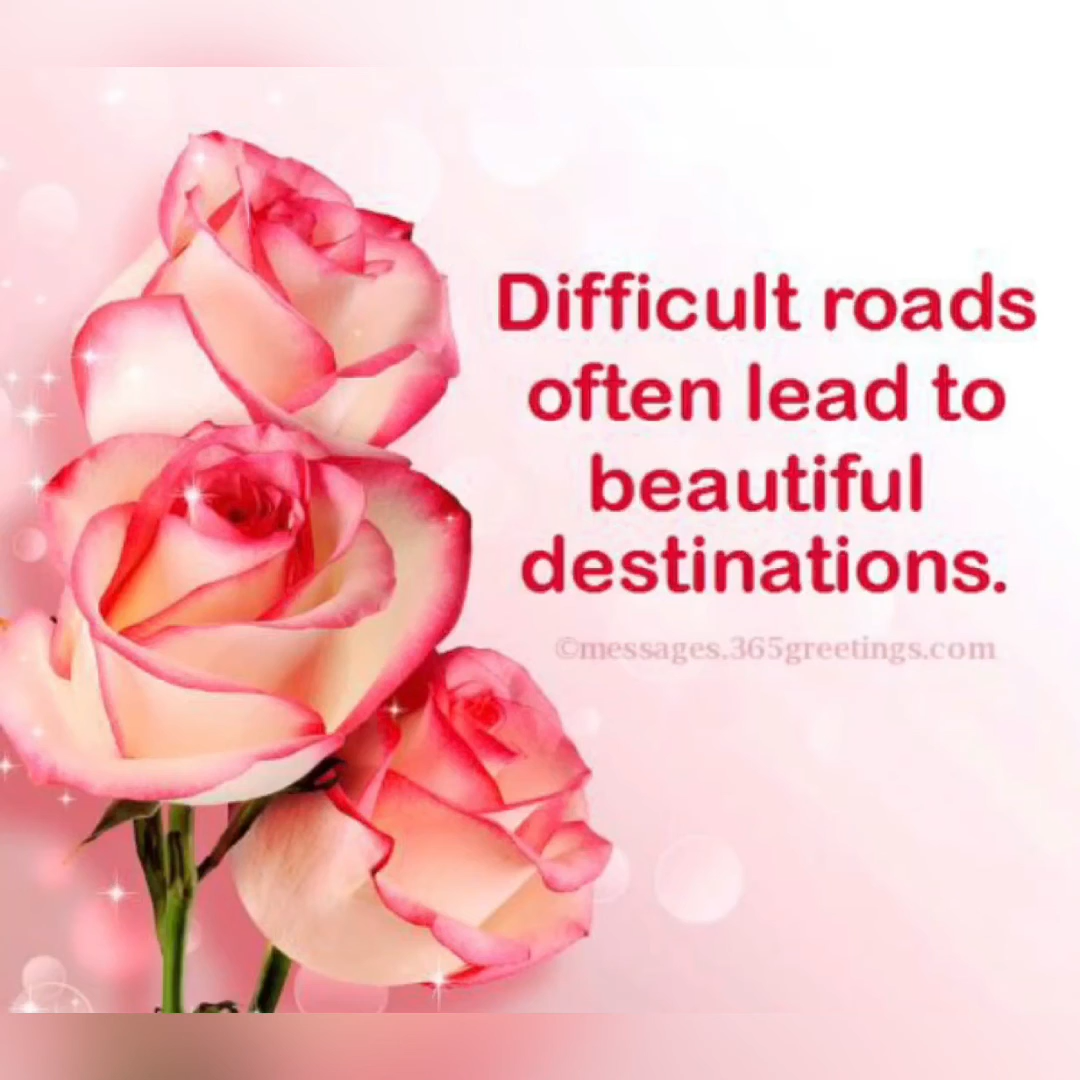 Difficult roads
often lead to
beautiful
destinations.
©messages.365greetings.com